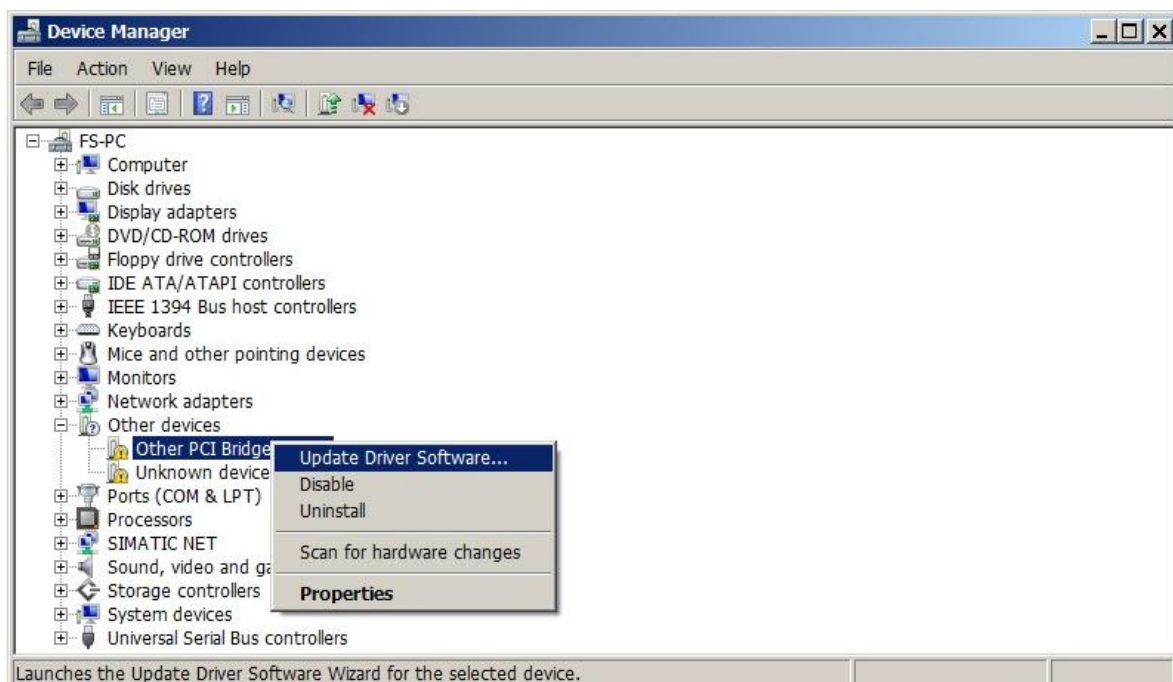 Device Manager
File Action View Help
FS-PC
Computer
Disk drives
Display adapters
DVD/CD-ROM drives
Floppy drive controllers
IDE ATA/ATAPI controllers
IEEE 1394 Bus host controllers
Keyboards
Mice and other pointing devices
Monitors
Network adapters
Other devices
Other PCI Bridge
Unknown device
Ports (COM & LPT)
Processors
SIMATIC NET
Sound, video and ga
Storage controllers
System devices
Universal Serial Bus controllers
Update Driver Software...
Disable
Uninstall
Scan for hardware changes
Properties
Launches the Update Driver Software Wizard for the selected device.